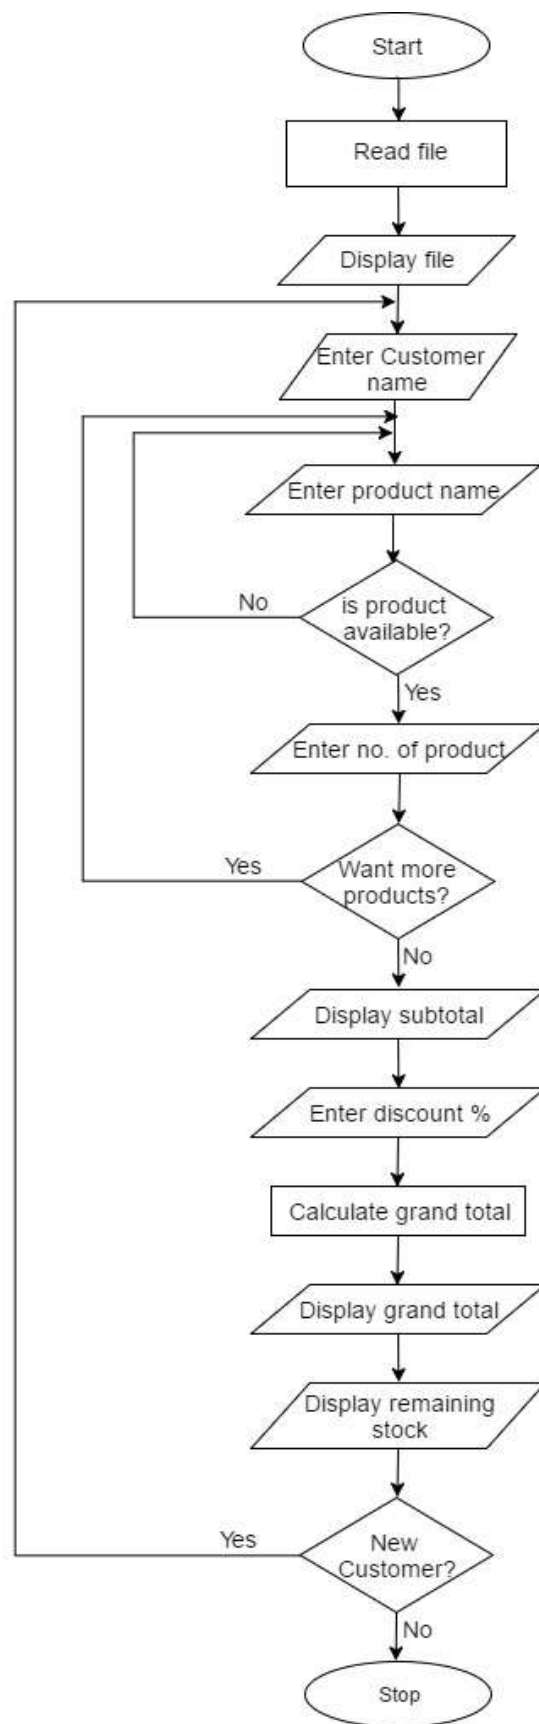 Start
Read file
Display file
Enter Customer
name
Enter product name
No
is product
available?
Yes
Enter no. of product
Yes
Want more
products?
No
Display subtotal
Enter discount %
Calculate grand total
Display grand total
Display remaining
stock
Yes
New
Customer?
No
Stop